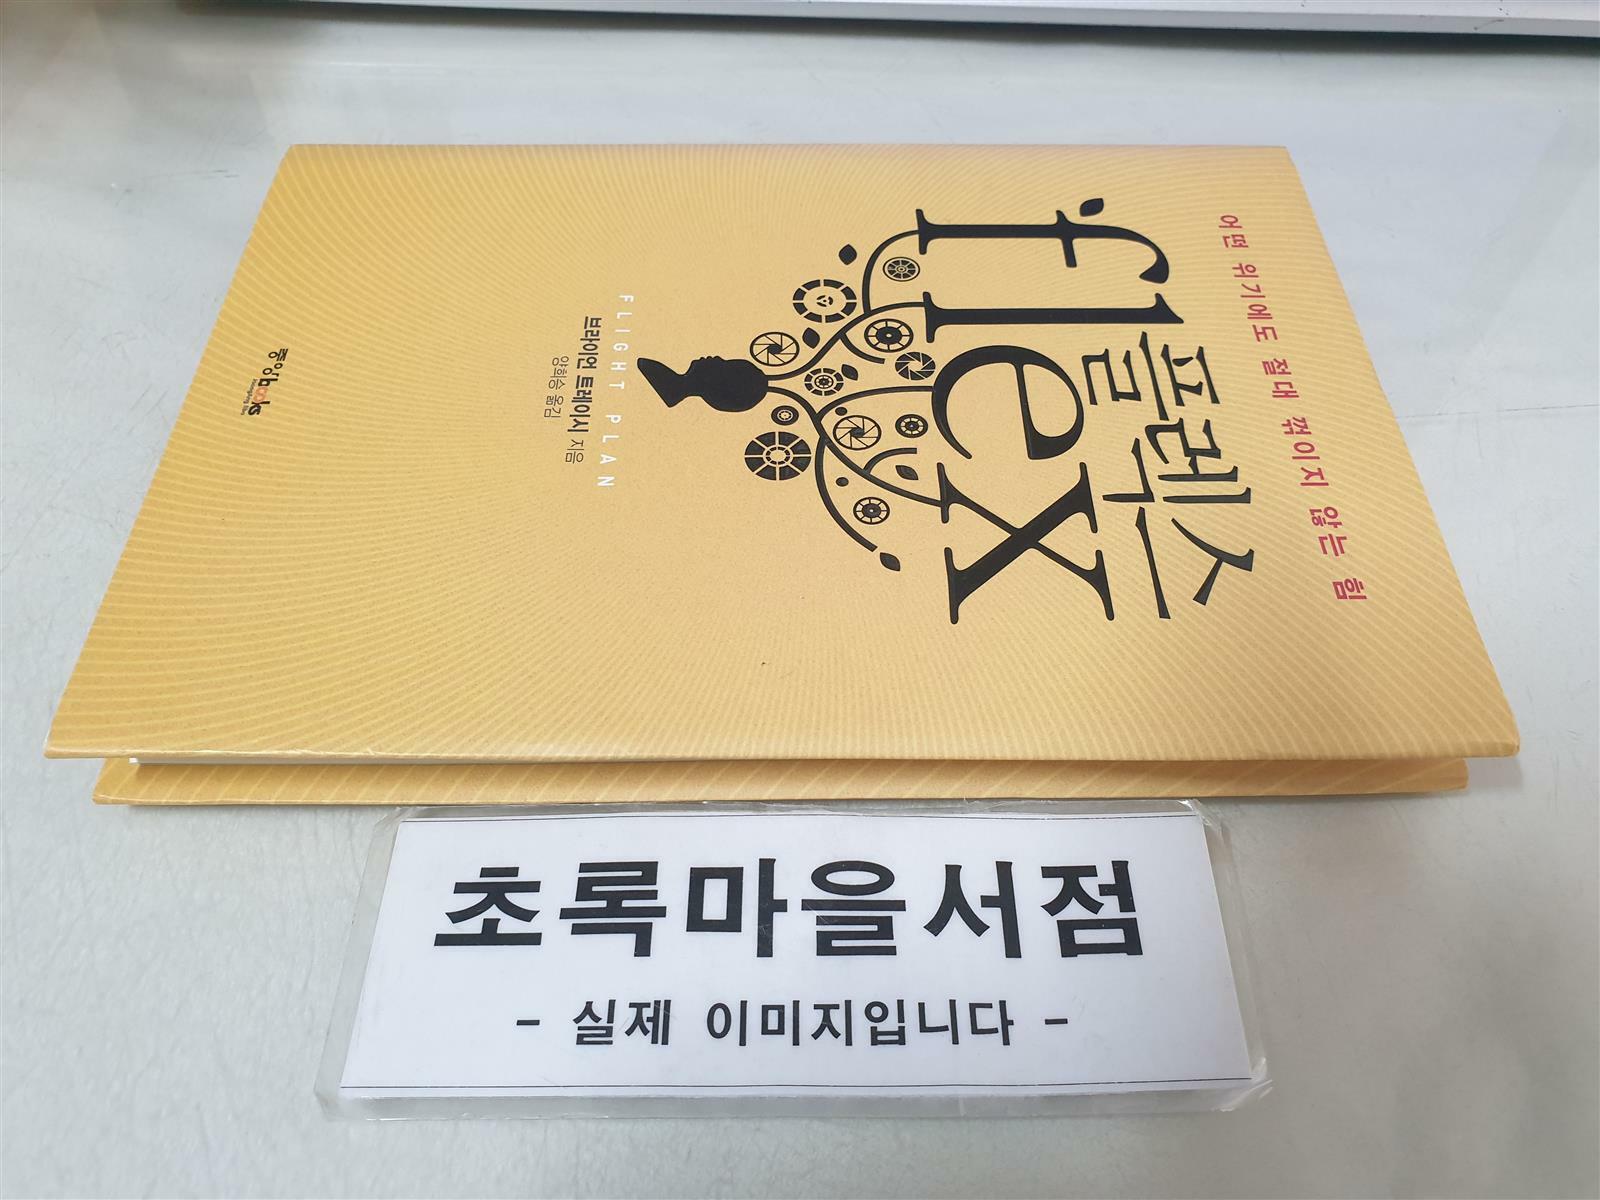 어떤 위기에도 절대 꺾이지 않는 힘
플렉스
flex
FLIGHT PLAN
브라이언 트레이시 지음
양희승 옮김
중앙books
초록마을서점
- 실제 이미지입니다 -